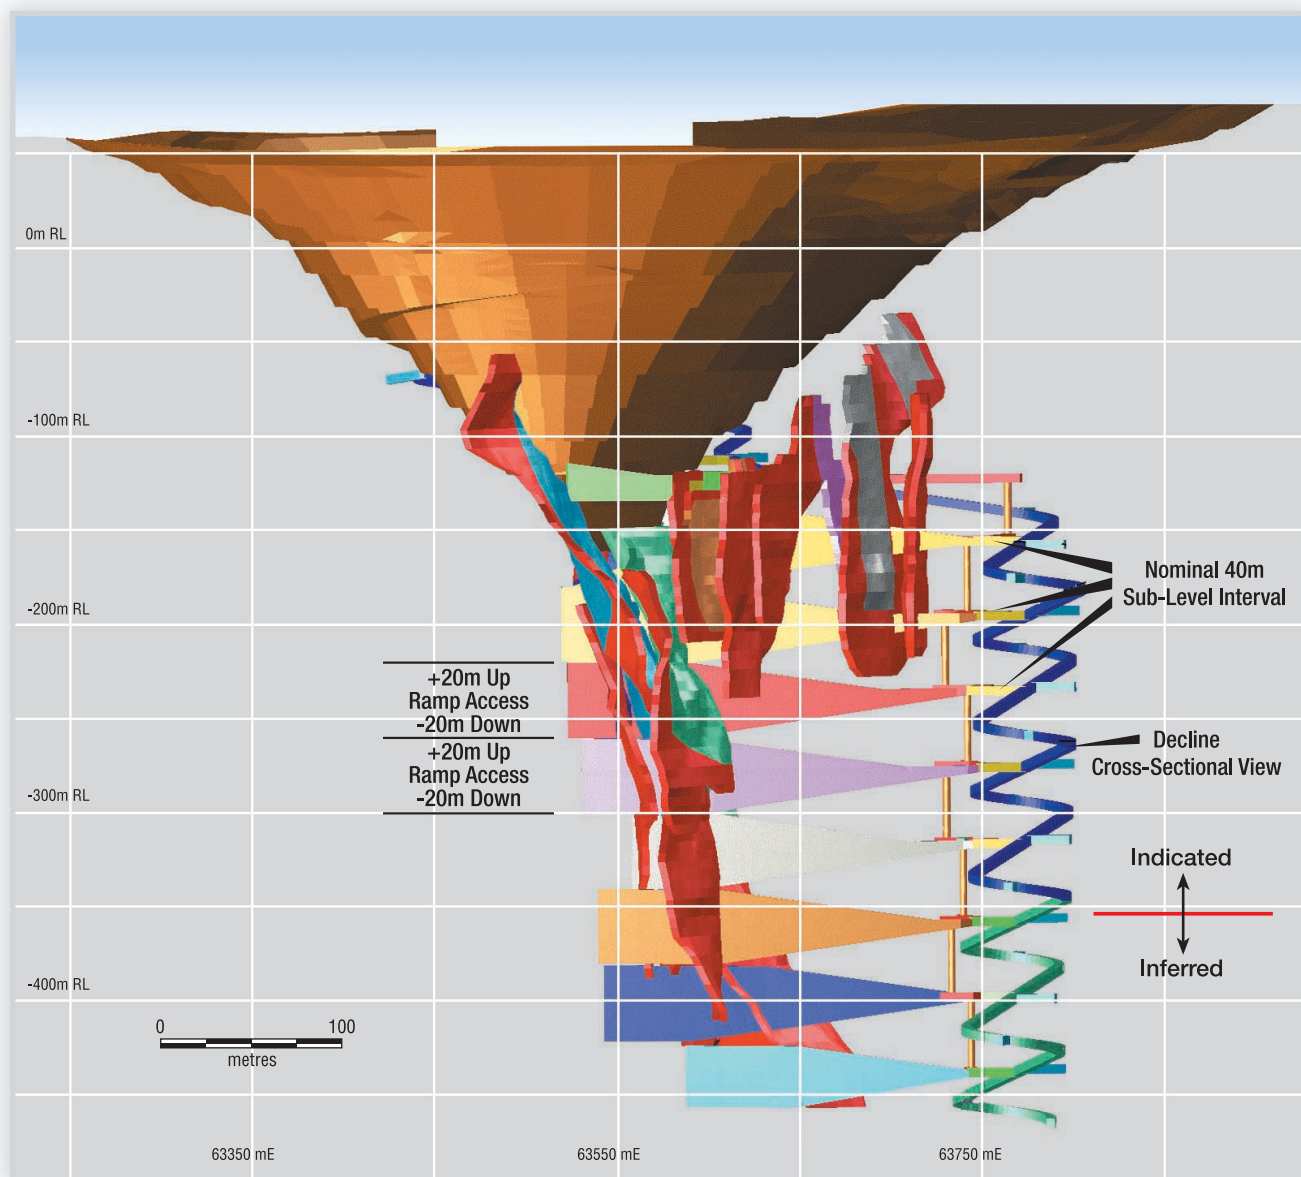 0m RL
-100m RL
Nominal 40m
Sub-Level Interval
-200m RL
+20m Up
Ramp Access
-20m Down
+20m Up
Ramp Access
-20m Down
Decline
Cross-Sectional View
-300m RL
Indicated
Inferred
-400m RL
0 100
metres
63350 mE 63550 mE 63750 mE